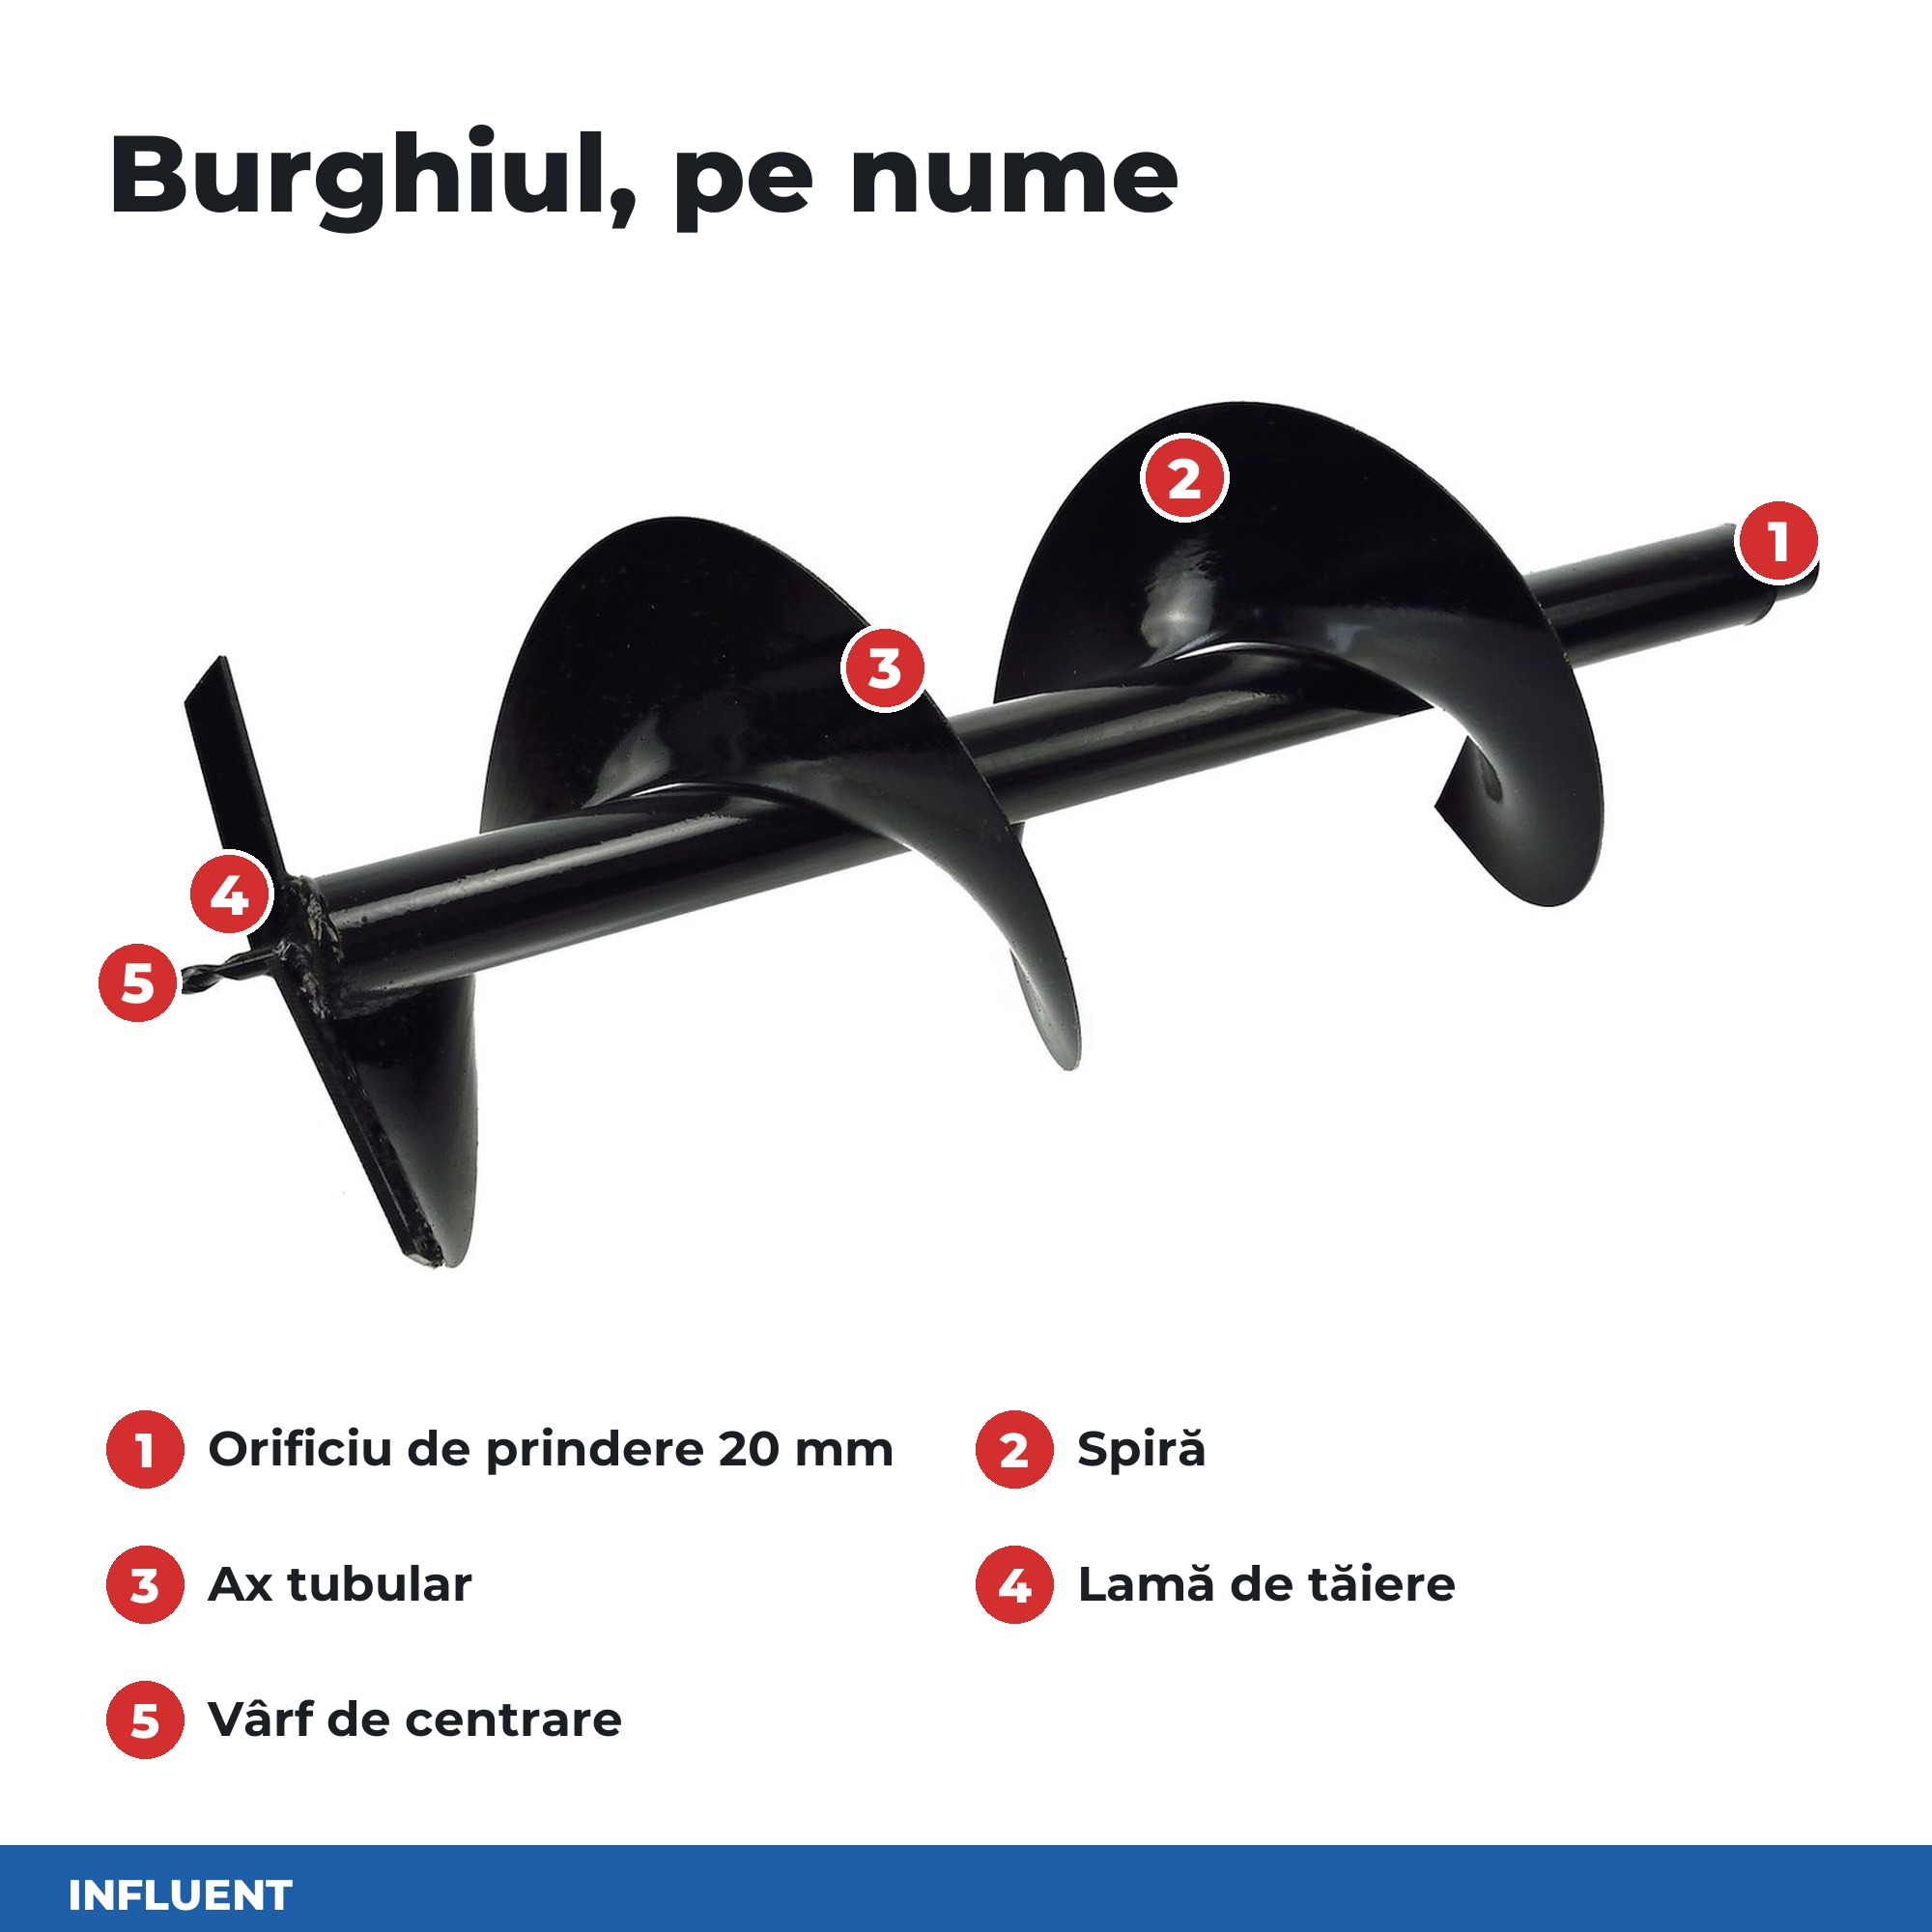 Burghiul, pe nume
2
1
3
4
5
1 Orificiu de prindere 20 mm
2 Spiră
3 Ax tubular
4 Lamă de tăiere
5 Vârf de centrare
INFLUENT